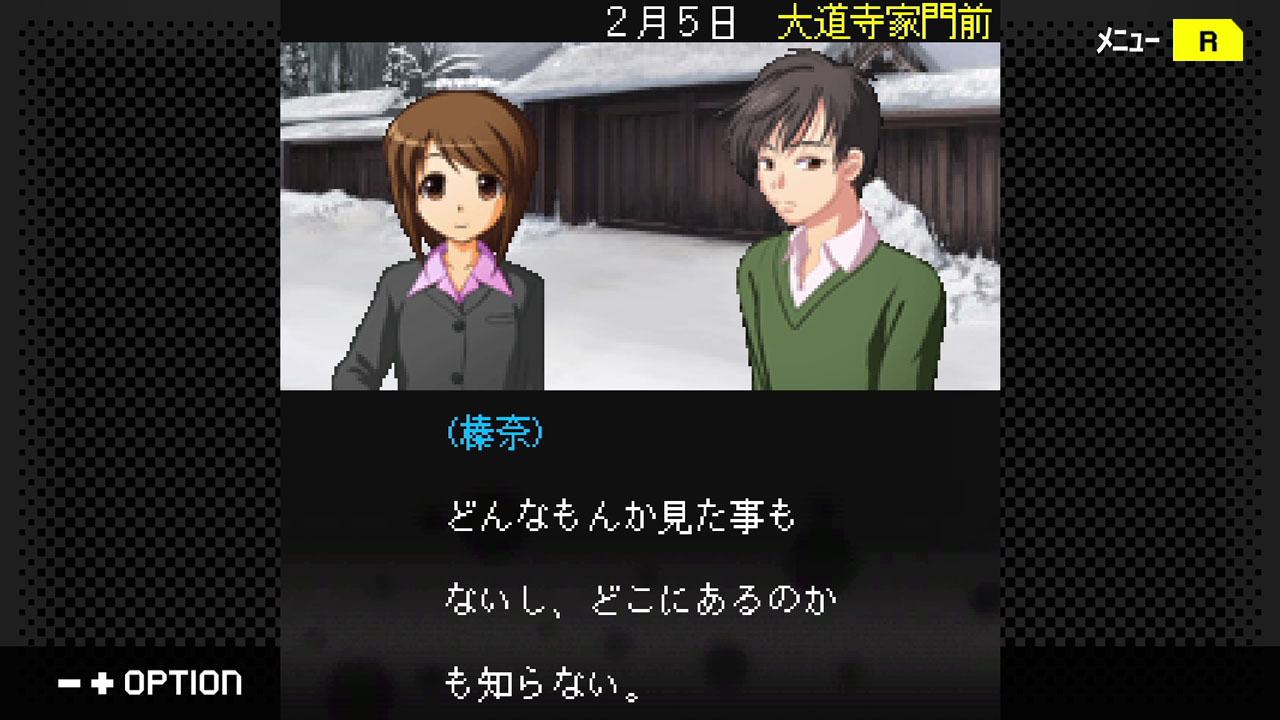 2月5日 大道寺家門前
メニュー R
(榛奈)
どんなもんか見た事も
ないし、どこにあるのか
も知らない。
OPTION